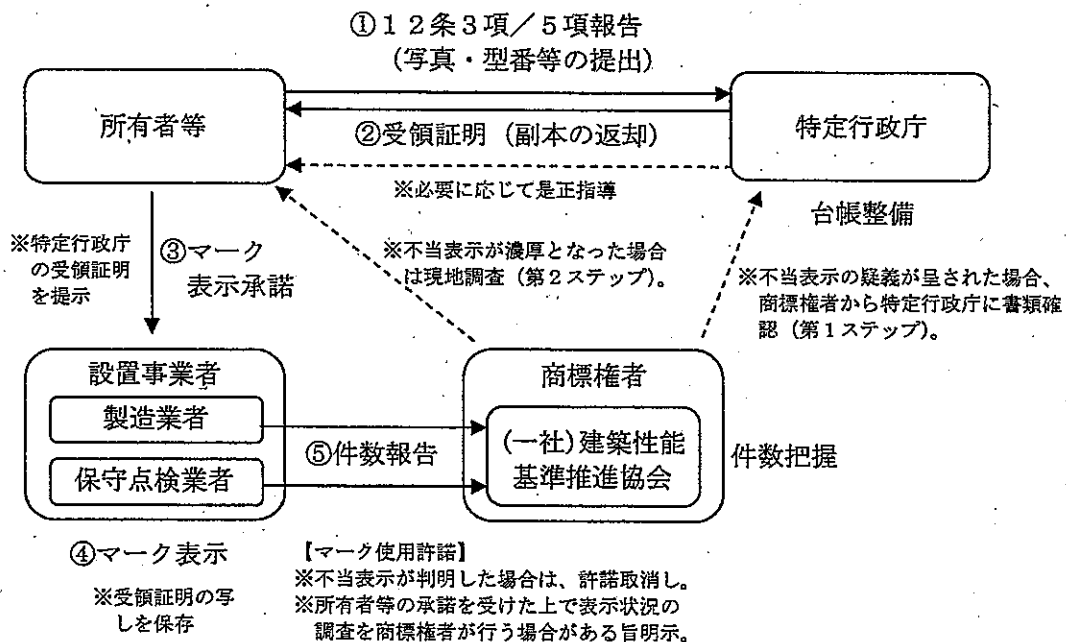 ①１２条３項／５項報告
(写真・型番等の提出)
所有者等
特定行政庁
②受領証明（副本の返却）
※必要に応じて是正指導
台帳整備
※特定行政庁
の受領証明
を提示
③マーク
表示承諾
※不当表示が濃厚となった場合
は現地調査（第２ステップ）。
※不当表示の疑義が呈された場合、
商標権者から特定行政庁に書類確
認（第１ステップ）。
設置事業者
製造業者
保守点検業者
⑤件数報告
商標権者
(一社)建築性能
基準推進協会
件数把握
④マーク表示
※受領証明の写
しを保存
【マーク使用許諾】
※不当表示が判明した場合は、許諾取消し。
※所有者等の承諾を受けた上で表示状況の
調査を商標権者が行う場合がある旨明示。